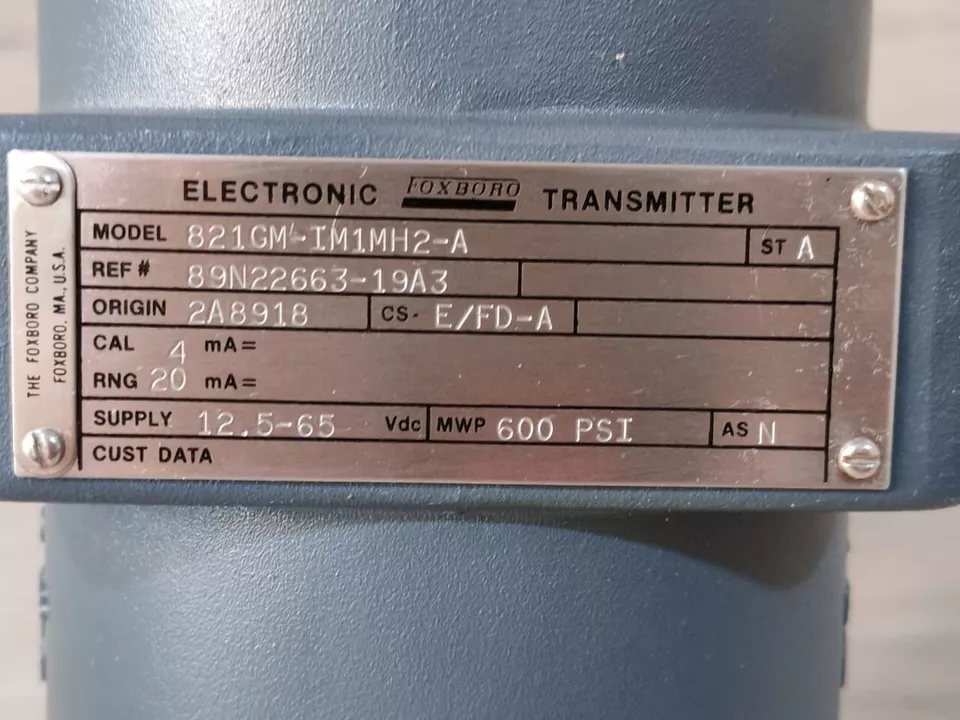 ELECTRONIC FOXBORO TRANSMITTER
MODEL 821GM-IM1MH2-A ST A
REF # 89N22663-19A3
ORIGIN 2A8918 CS- E/FD-A
CAL 4 mA=
RNG 20 mA=
SUPPLY 12.5-65 Vdc MWP 600 PSI AS N
CUST DATA
THE FOXBORO COMPANY
FOXBORO, MA., U.S.A.